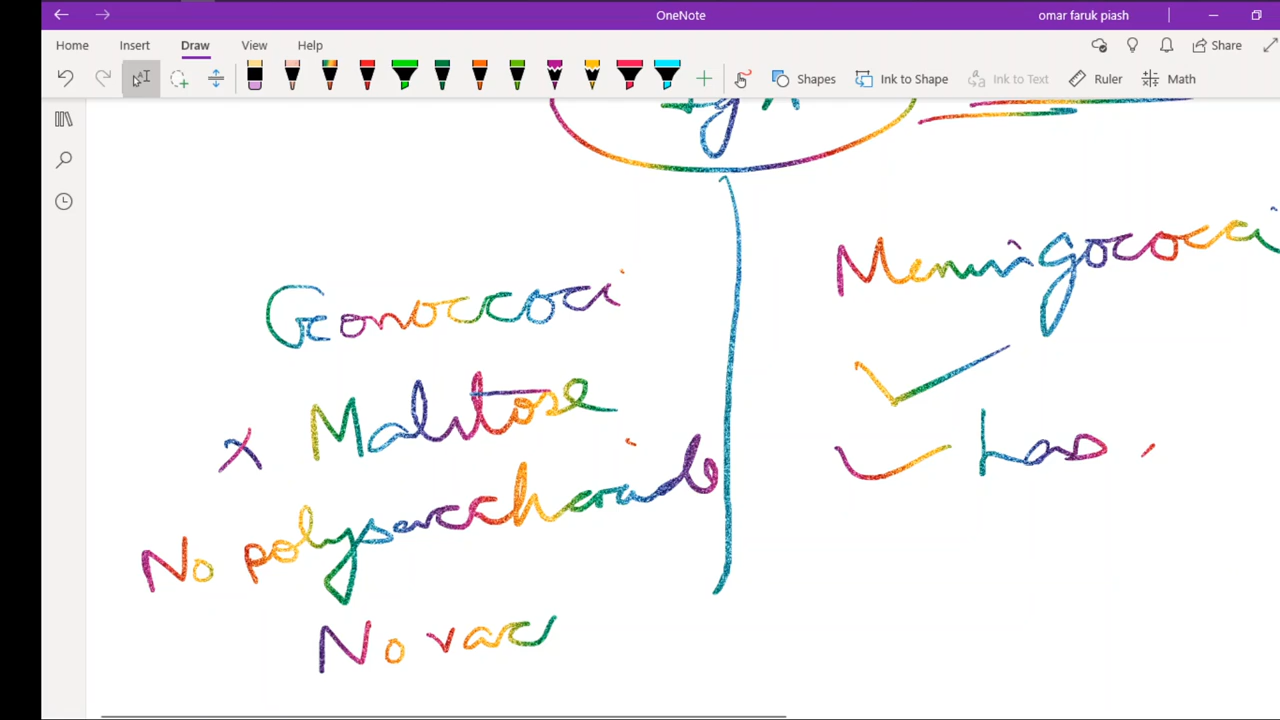 OneNote
omar faruk piash
Home Insert Draw View Help
Share
Shapes Ink to Shape Ink to Text Ruler Math
Gonoccoci
Meningococci
Maltose
No polysaccharide
has
No vacc